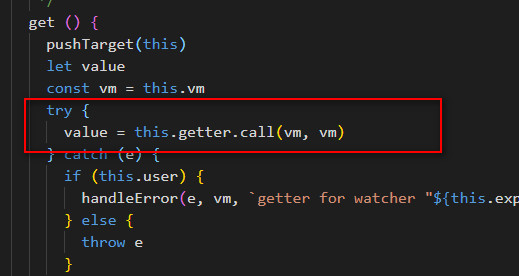 */
get () {
pushTarget(this)
let value
const vm = this.vm
try {
value = this.getter.call(vm, vm)
} catch (e) {
if (this.user) {
handleError(e, vm, `getter for watcher "${this.exp
} else {
throw e
}